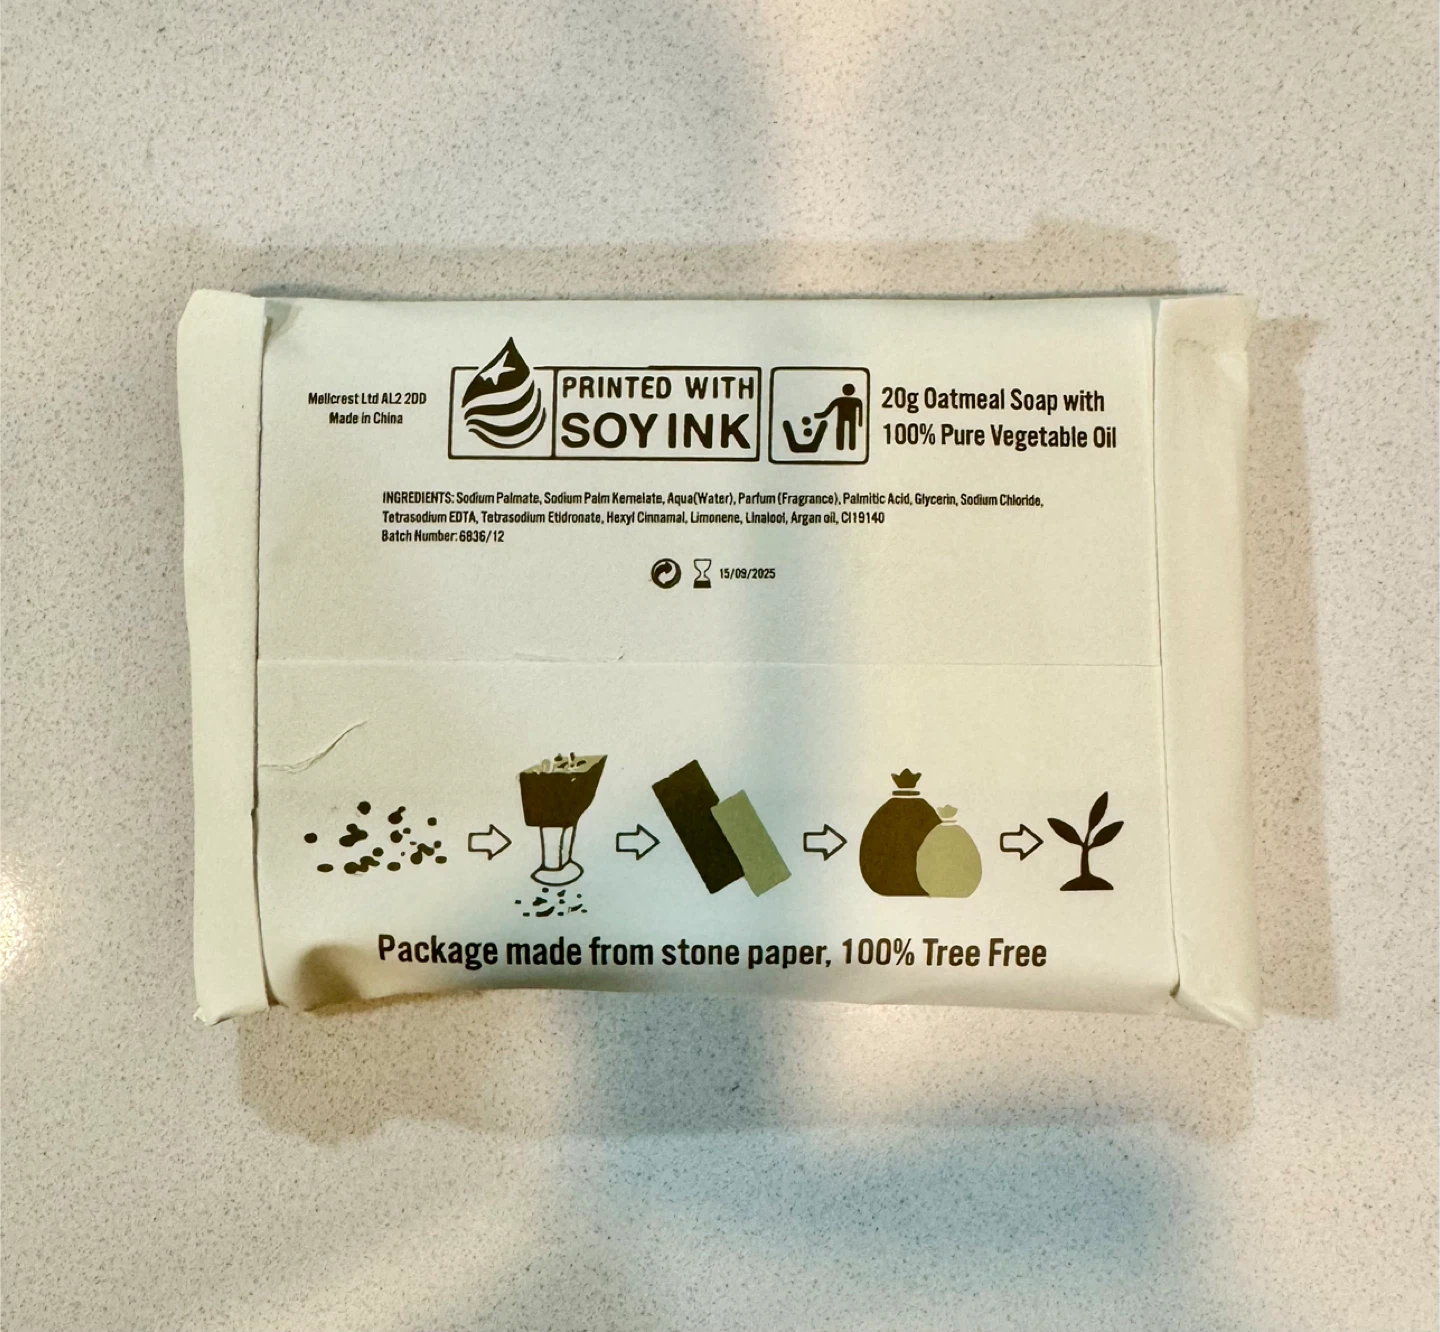 Mellcrest Ltd AL2 2DD
Made in China
PRINTED WITH
SOY INK
20g Oatmeal Soap with
100% Pure Vegetable Oil
INGREDIENTS: Sodium Palmate, Sodium Palm Kernelate, Aqua(Water), Parfum (Fragrance), Palmitic Acid, Glycerin, Sodium Chloride,
Tetrasodium EDTA, Tetrasodium Etidronate, Hexyl Cinnamal, Limonene, Linalool, Argan oil, CI19140
Batch Number: 6836/12
15/09/2025
Package made from stone paper, 100% Tree Free